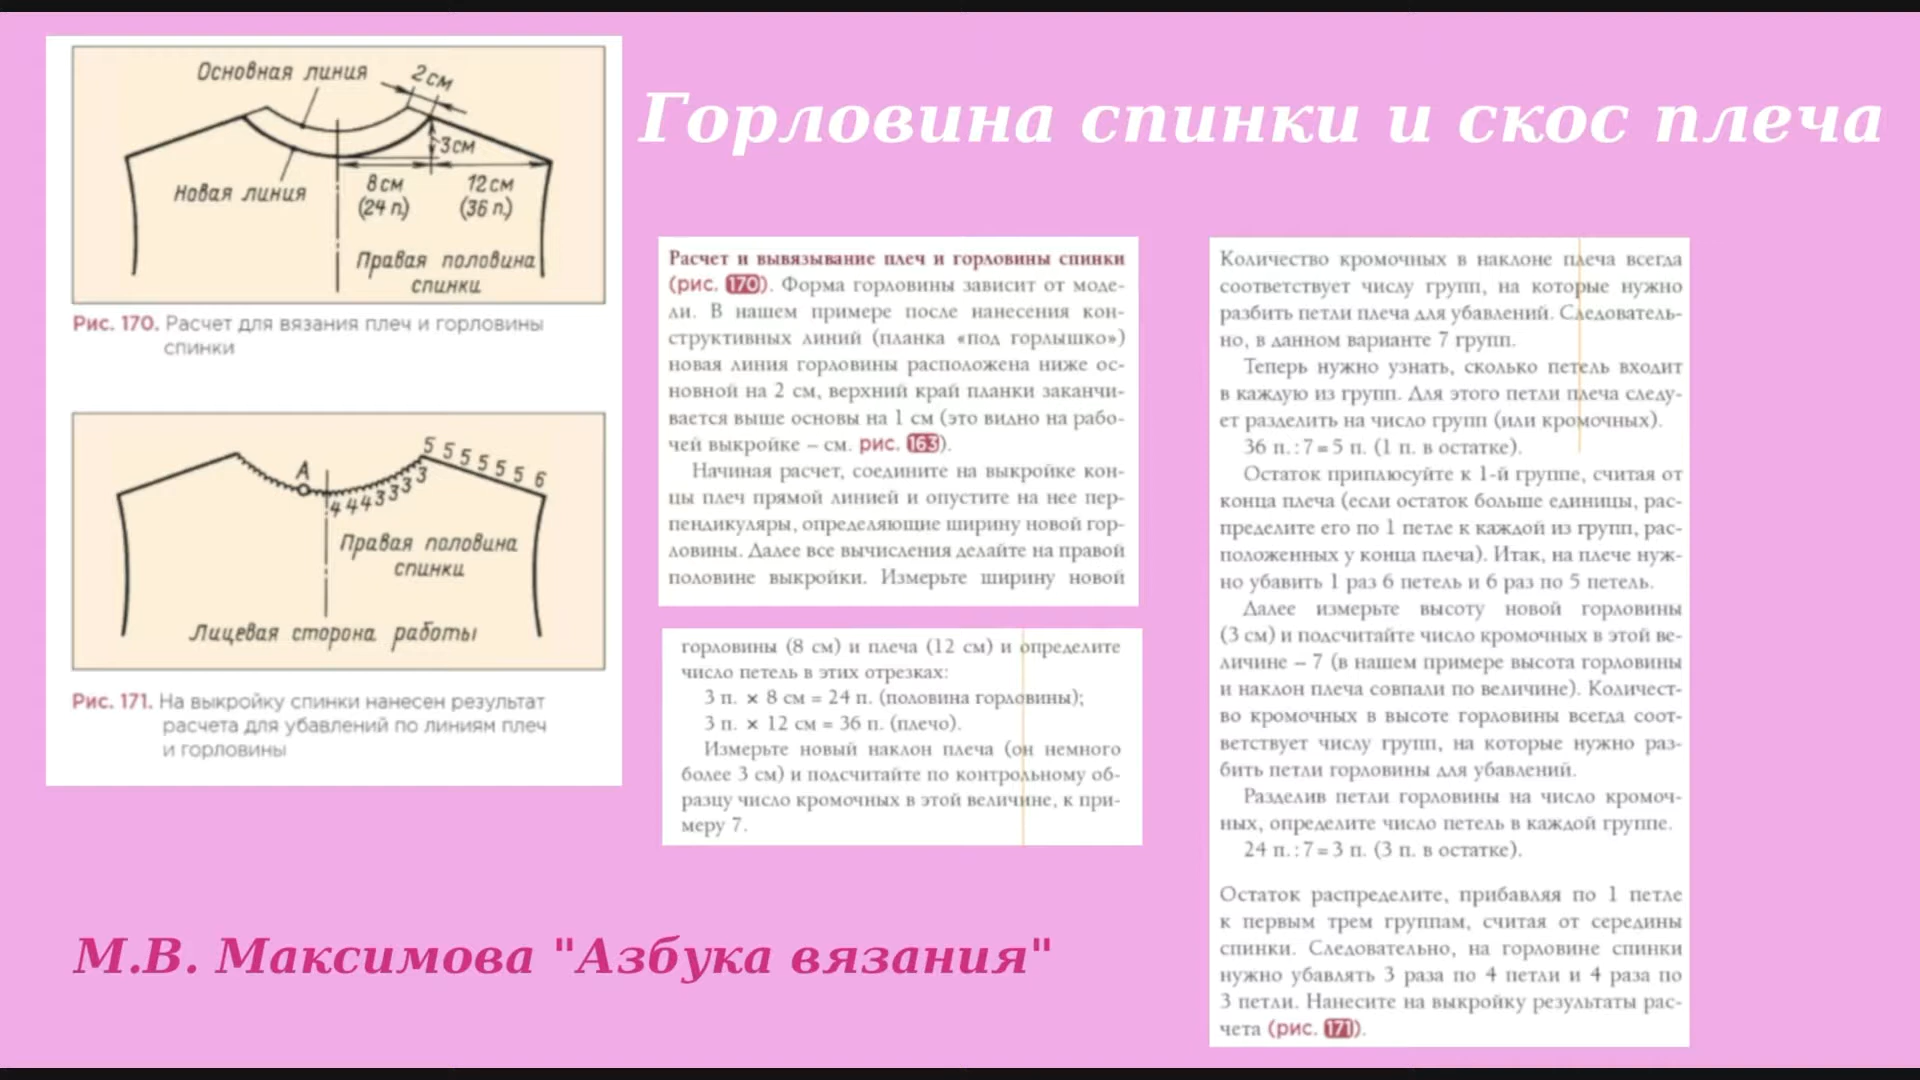 Горловина спинки и скос плеча
Основная линия
2 см
3 см
Новая линия
8 см
(24 п.)
12 см
(36 п.)
Правая половина
спинки
Рис. 170. Расчет для вязания плеч и горловины
спинки
А
5 5 5 5 5 5 6
4 4 4 3 3 3 3
Правая половина
спинки
Лицевая сторона работы
Рис. 171. На выкройку спинки нанесен результат
расчета для убавлений по линиям плеч
и горловины
Расчет и вывязывание плеч и горловины спинки
(рис. 170). Форма горловины зависит от моде-
ли. В нашем примере после нанесения кон-
структивных линий (планка «под горлышко»)
новая линия горловины расположена ниже ос-
новной на 2 см, верхний край планки заканчи-
вается выше основы на 1 см (это видно на рабо-
чей выкройке – см. рис. 163).
Начиная расчет, соедините на выкройке кон-
цы плеч прямой линией и опустите на нее пер-
пендикуляры, определяющие ширину новой гор-
ловины. Далее все вычисления делайте на правой
половине выкройки. Измерьте ширину новой
горловины (8 см) и плеча (12 см) и определите
число петель в этих отрезках:
3 п. × 8 см = 24 п. (половина горловины);
3 п. × 12 см = 36 п. (плечо).
Измерьте новый наклон плеча (он немного
более 3 см) и подсчитайте по контрольному об-
разцу число кромочных в этой величине, к при-
меру 7.
Количество кромочных в наклоне плеча всегда
соответствует числу групп, на которые нужно
разбить петли плеча для убавлений. Следователь-
но, в данном варианте 7 групп.
Теперь нужно узнать, сколько петель входит
в каждую из групп. Для этого петли плеча следу-
ет разделить на число групп (или кромочных).
36 п. : 7 = 5 п. (1 п. в остатке).
Остаток приплюсуйте к 1-й группе, считая от
конца плеча (если остаток больше единицы, рас-
пределите его по 1 петле к каждой из групп, рас-
положенных у конца плеча). Итак, на плече нуж-
но убавить 1 раз 6 петель и 6 раз по 5 петель.
Далее измерьте высоту новой горловины
(3 см) и подсчитайте число кромочных в этой ве-
личине – 7 (в нашем примере высота горловины
и наклон плеча совпали по величине). Количест-
во кромочных в высоте горловины всегда соот-
ветствует числу групп, на которые нужно раз-
бить петли горловины для убавлений.
Разделив петли горловины на число кромоч-
ных, определите число петель в каждой группе.
24 п. : 7 = 3 п. (3 п. в остатке).
Остаток распределите, прибавляя по 1 петле
к первым трем группам, считая от середины
спинки. Следовательно, на горловине спинки
нужно убавлять 3 раза по 4 петли и 4 раза по
3 петли. Нанесите на выкройку результаты рас-
чета (рис. 171).
М.В. Максимова "Азбука вязания"